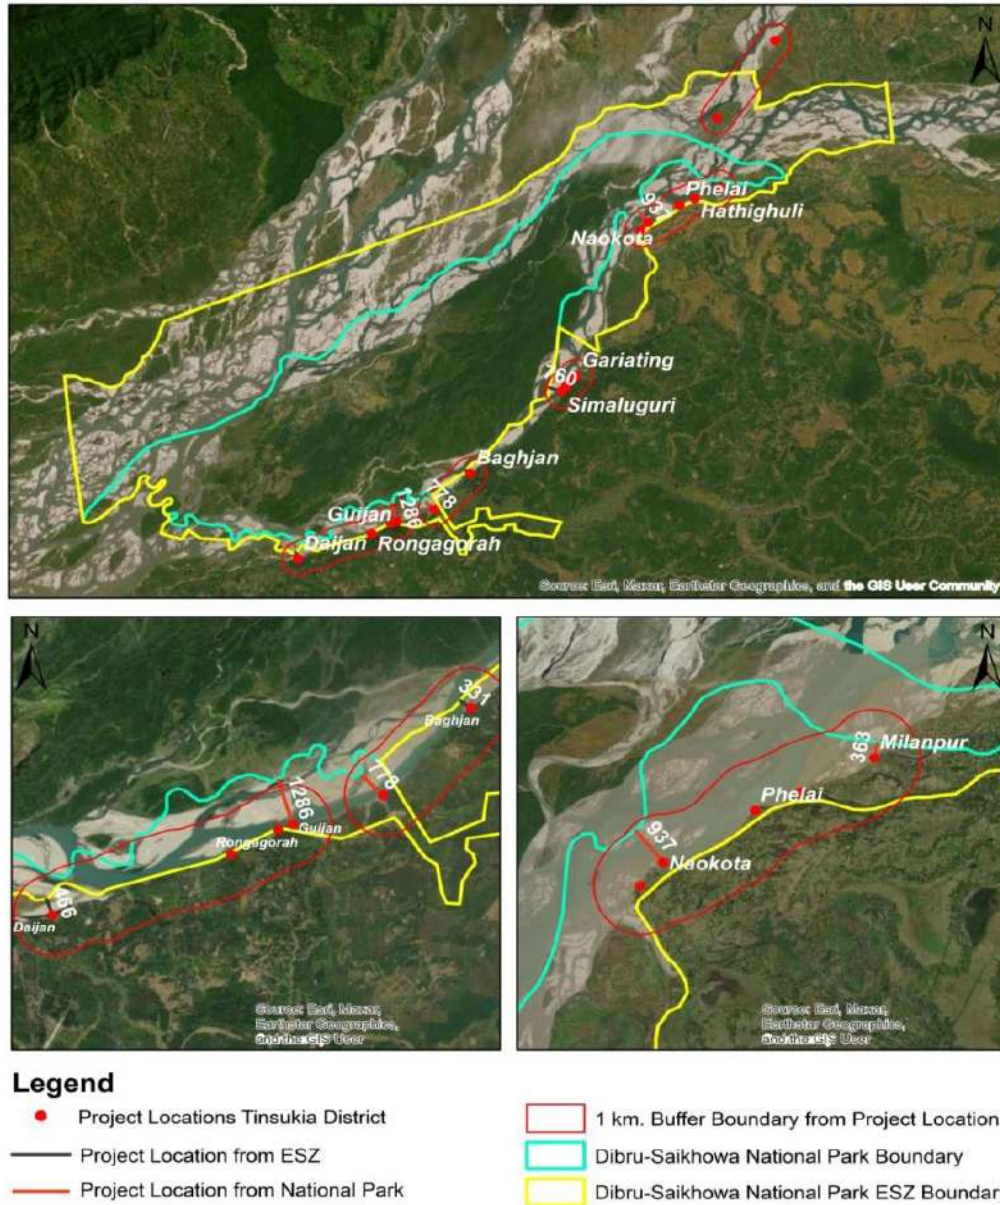 N
Phelai
937
Hathighuli
Naokota
Gariating
760
Simaluguri
Baghjan
778
Guijan
1286
Daijan
Rongagorah
Source: Esri, Maxar, Earthstar Geographics, and the GIS User Community
N
331
Baghjan
778
1286
Guijan
Rongagorah
466
Daijan
Source: Esri, Maxar,
Earthstar Geographics,
and the GIS User
N
Milanpur
363
Phelai
937
Naokota
Source: Esri, Maxar,
Earthstar Geographics,
and the GIS User
Legend
Project Locations Tinsukia District
Project Location from ESZ
Project Location from National Park
1 km. Buffer Boundary from Project Location
Dibru-Saikhowa National Park Boundary
Dibru-Saikhowa National Park ESZ Boundar